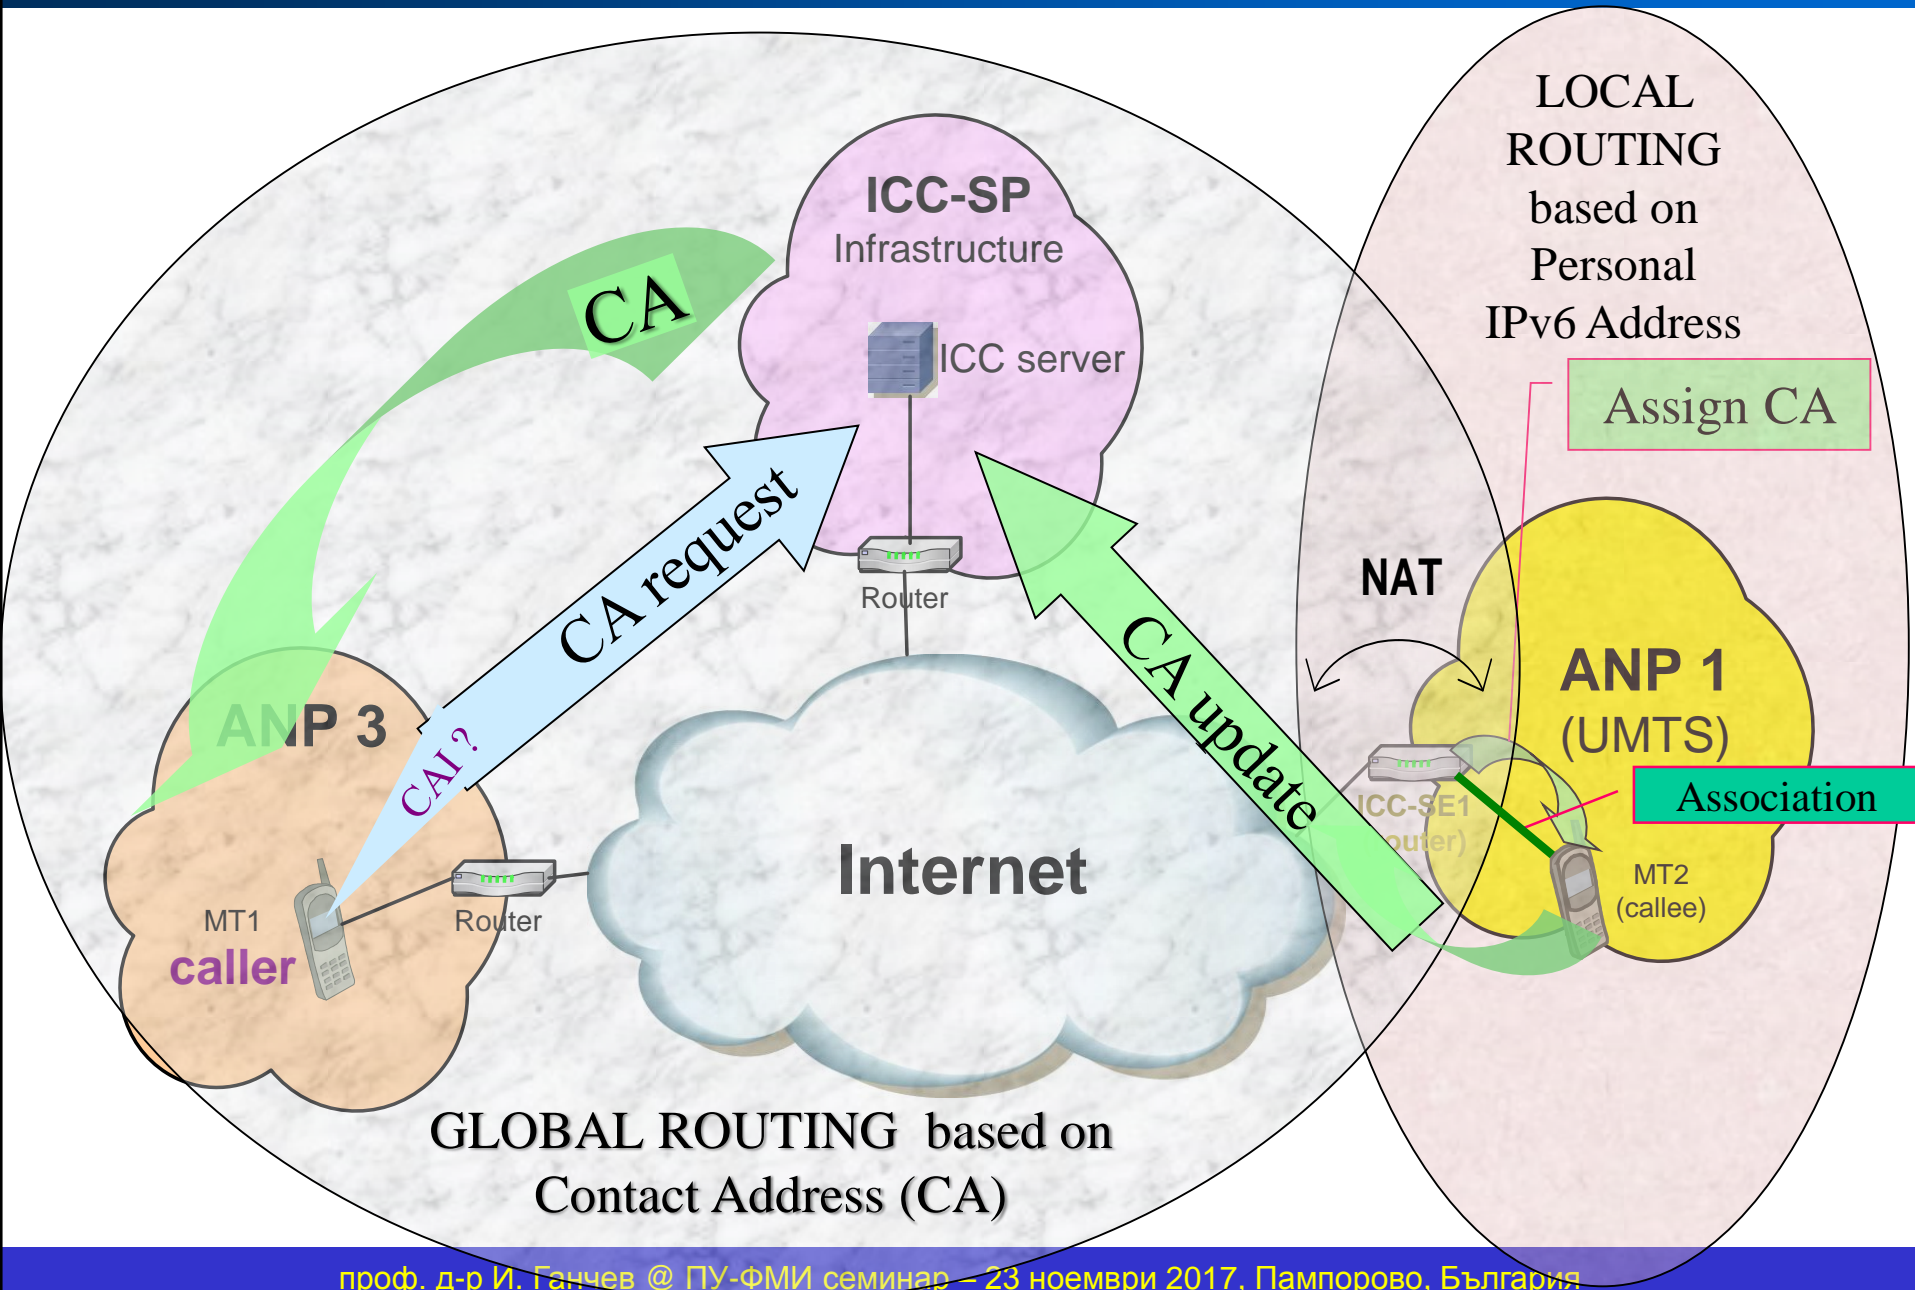 LOCAL
ROUTING
based on
Personal
IPv6 Address
ICC-SP
Infrastructure
CA
ICC server
Assign CA
CA request
NAT
Router
CA update
ANP 1
(UMTS)
ANP 3
CAI ?
Association
ICC-SE1
(router)
Internet
MT2
(callee)
MT1
caller
Router
GLOBAL ROUTING based on
Contact Address (CA)
проф. д-р И. Ганчев @ ПУ-ФМИ семинар – 23 ноември 2017, Пампорово, България